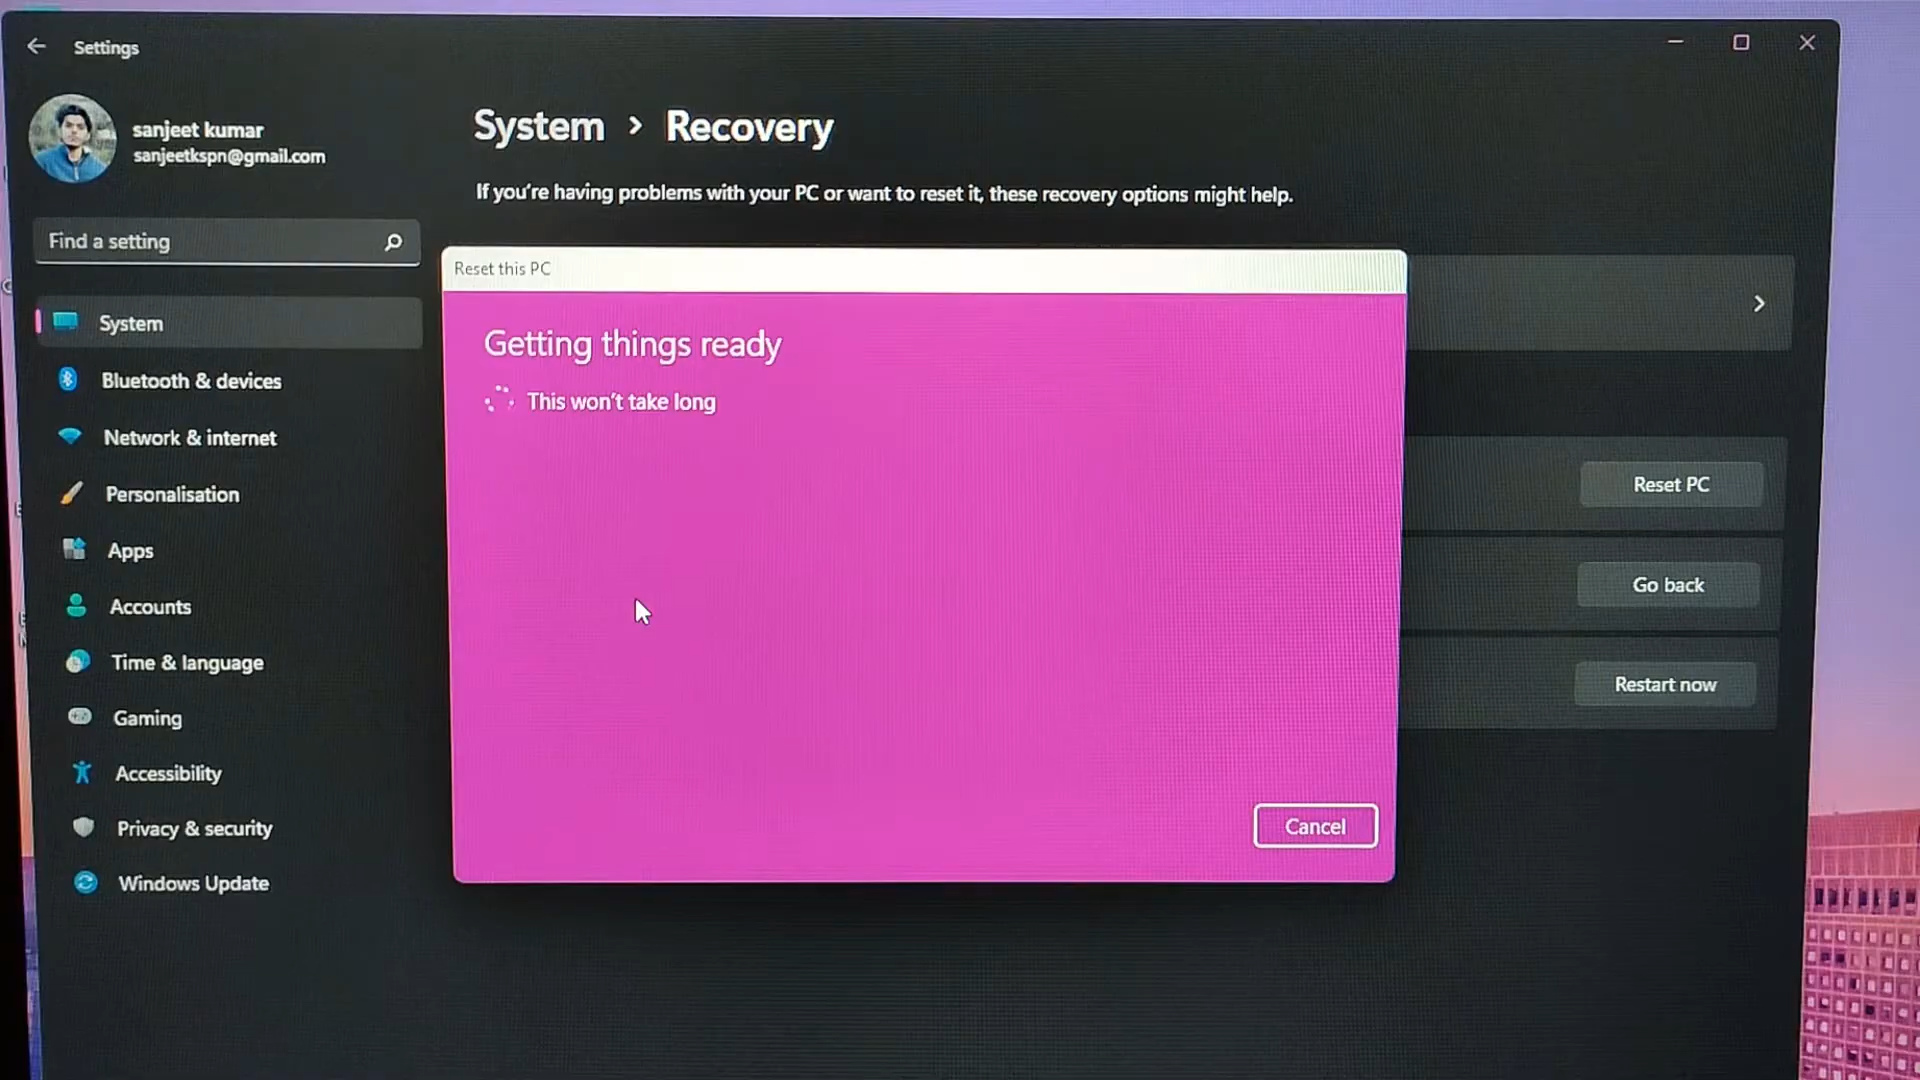 Settings
sanjeet kumar
sanjeetkspn@gmail.com
Find a setting
System
Bluetooth & devices
Network & internet
Personalisation
Apps
Accounts
Time & language
Gaming
Accessibility
Privacy & security
Windows Update
System > Recovery
If you're having problems with your PC or want to reset it, these recovery options might help.
Reset this PC
Getting things ready
This won't take long
Cancel
Reset PC
Go back
Restart now